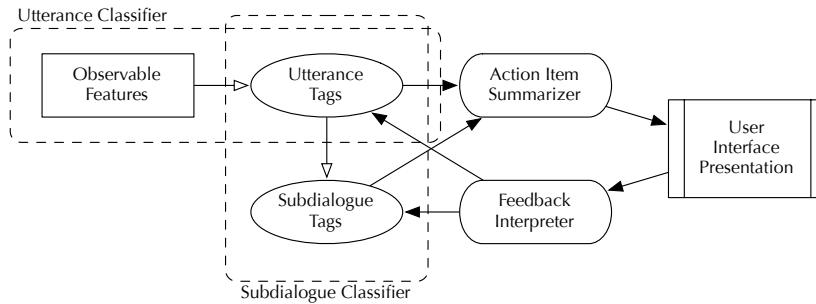 Utterance Classifier
Observable
Features
Utterance
Tags
Action Item
Summarizer
User
Interface
Presentation
Subdialogue
Tags
Feedback
Interpreter
Subdialogue Classifier